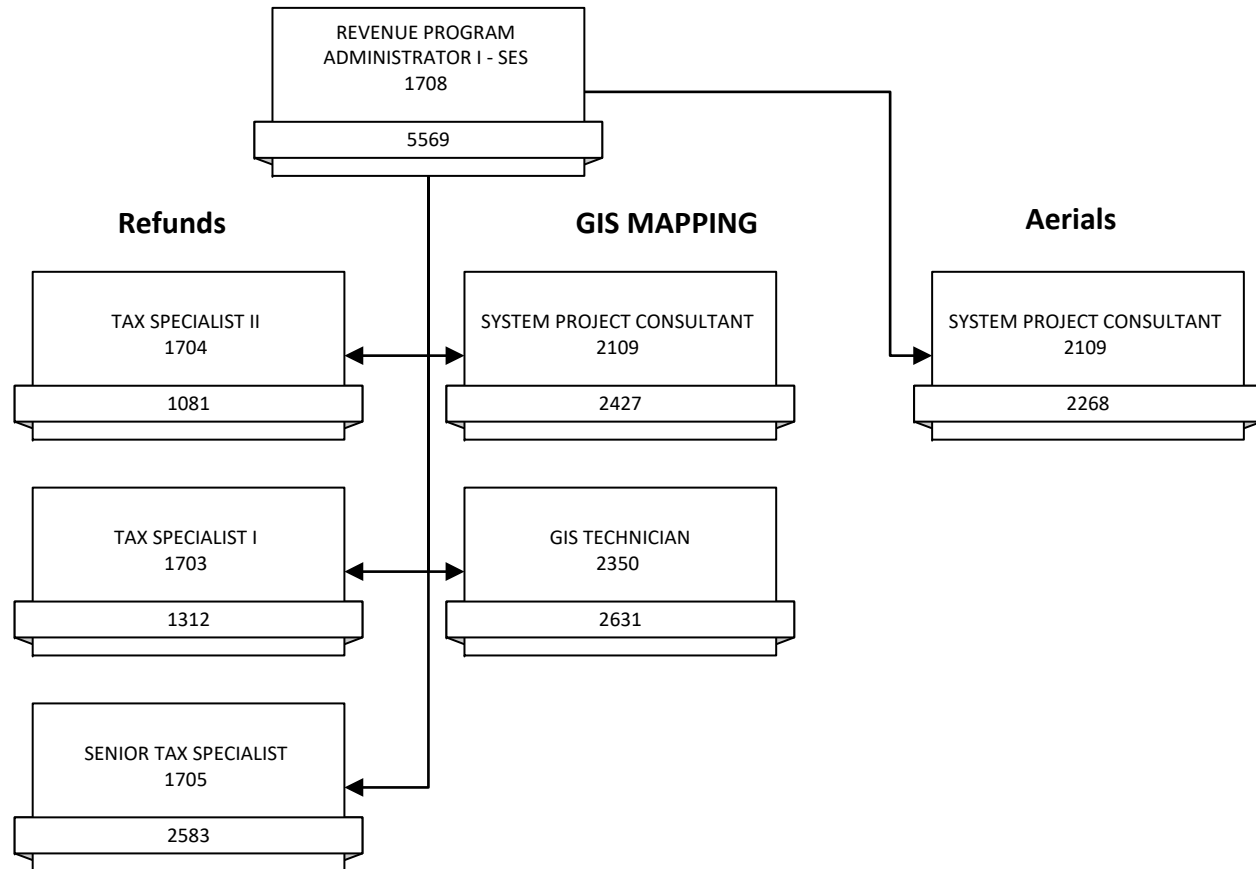 REVENUE PROGRAM
ADMINISTRATOR I - SES
1708
5569
Refunds
GIS MAPPING
Aerials
TAX SPECIALIST II
1704
1081
SYSTEM PROJECT CONSULTANT
2109
2427
SYSTEM PROJECT CONSULTANT
2109
2268
TAX SPECIALIST I
1703
1312
GIS TECHNICIAN
2350
2631
SENIOR TAX SPECIALIST
1705
2583